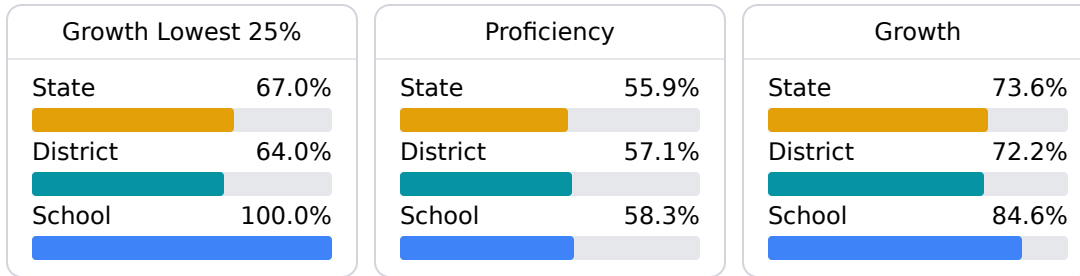 Growth Lowest 25%
State 67.0%
District 64.0%
School 100.0%
Proficiency
State 55.9%
District 57.1%
School 58.3%
Growth
State 73.6%
District 72.2%
School 84.6%